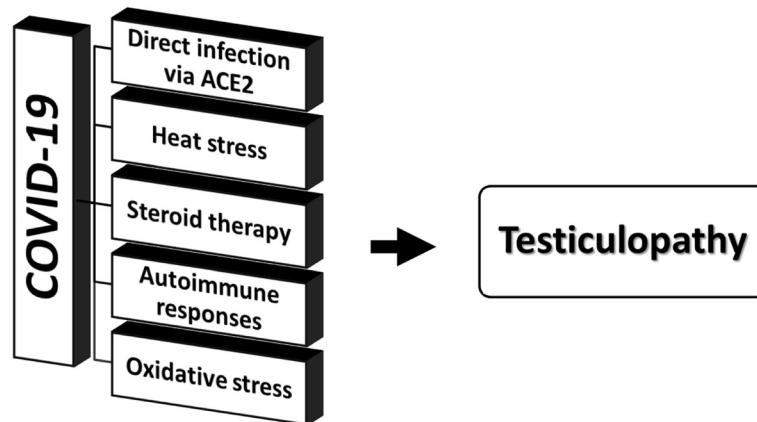 COVID-19
Direct infection
via ACE2
Heat stress
Steroid therapy
Autoimmune
responses
Oxidative stress
Testiculopathy